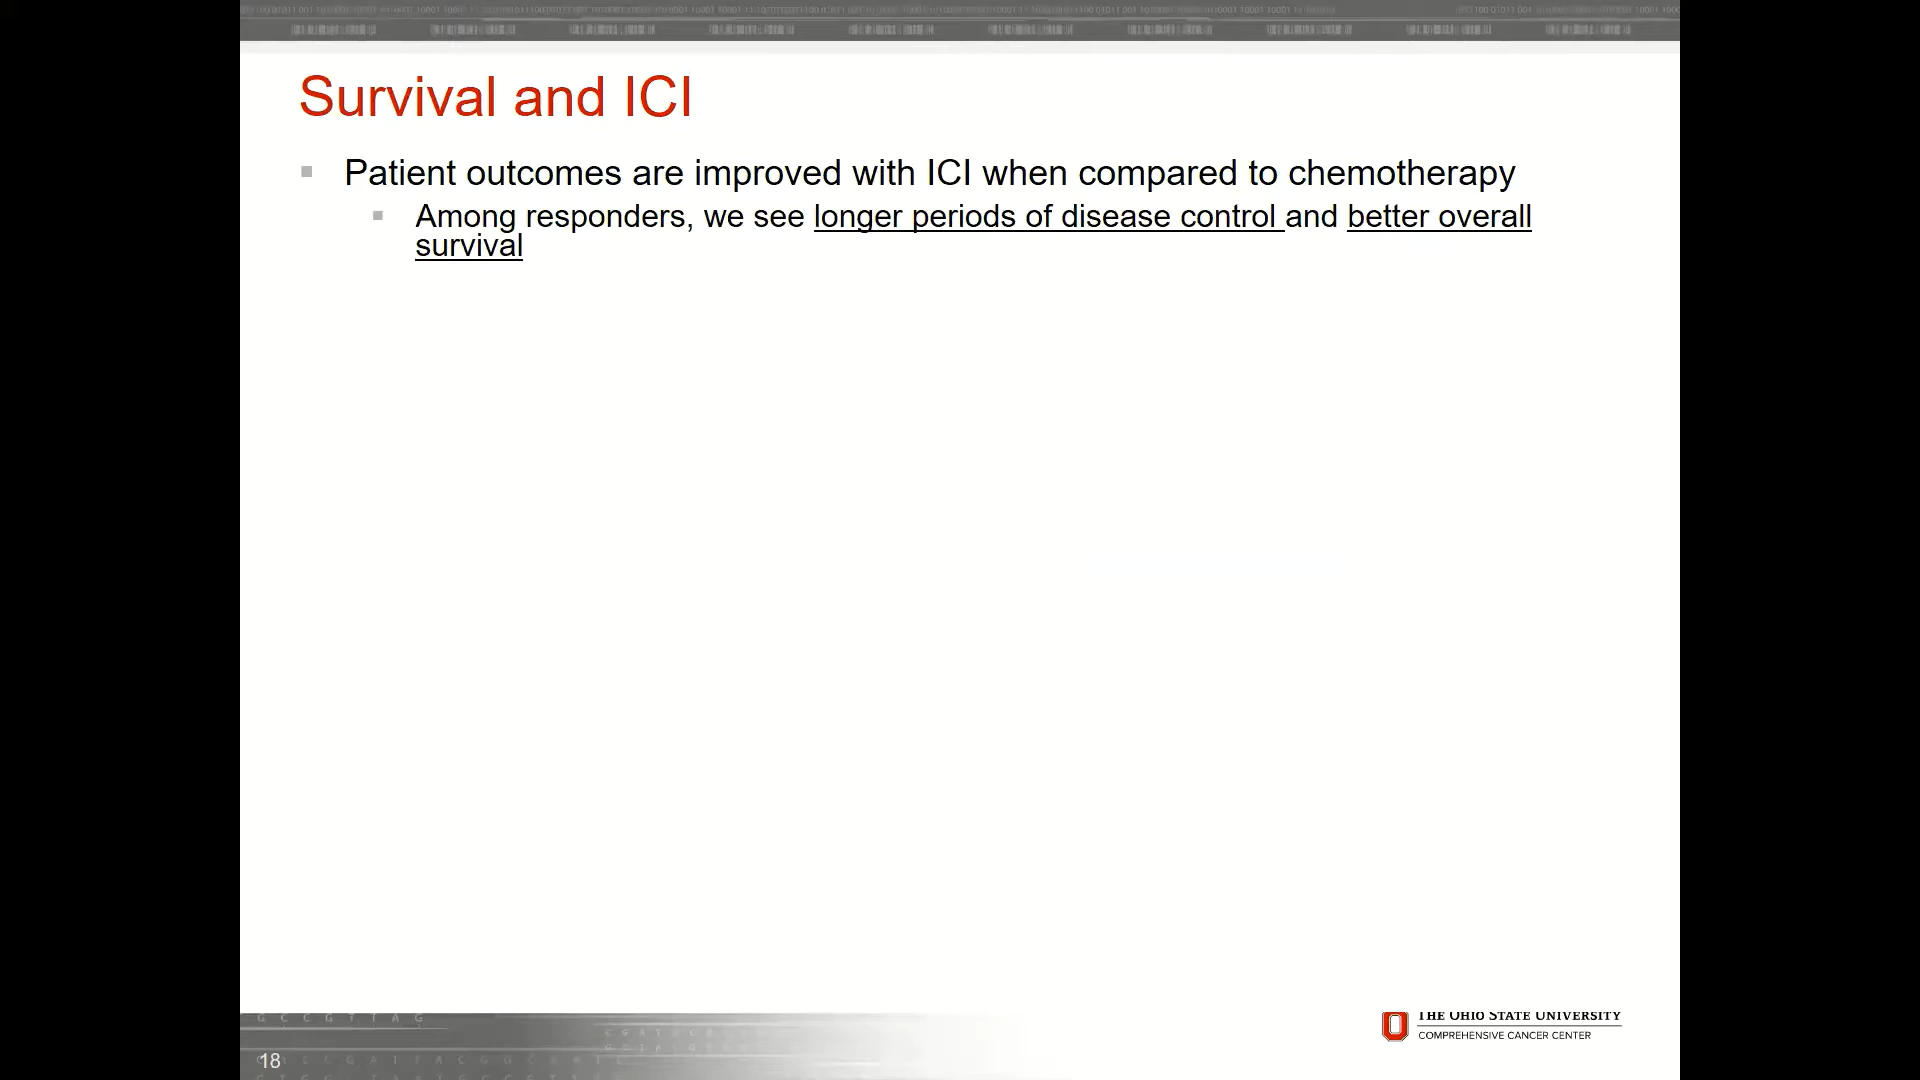 Survival and ICI
Patient outcomes are improved with ICI when compared to chemotherapy
Among responders, we see longer periods of disease control and better overall
survival
THE OHIO STATE UNIVERSITY
COMPREHENSIVE CANCER CENTER
G C C G T T A G
18